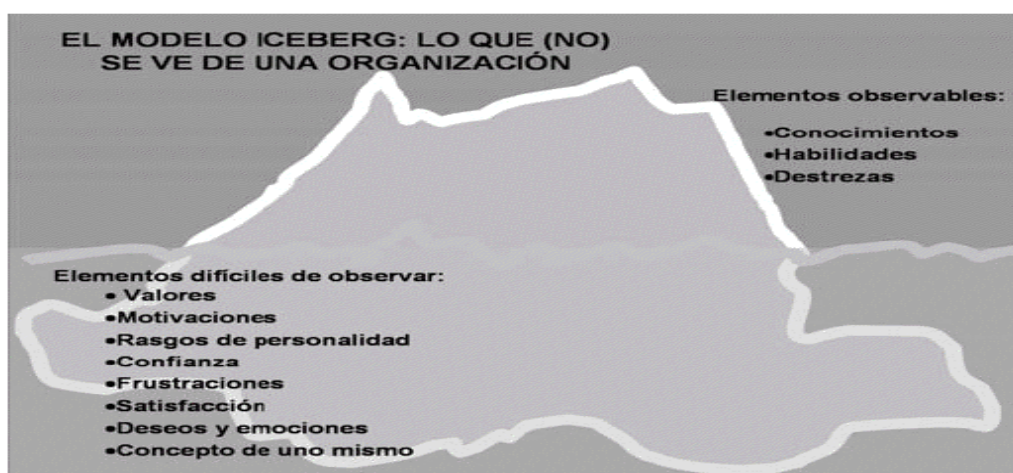 EL MODELO ICEBERG: LO QUE (NO)
SE VE DE UNA ORGANIZACIÓN
Elementos observables:
•Conocimientos
•Habilidades
•Destrezas
Elementos difíciles de observar:
• Valores
•Motivaciones
•Rasgos de personalidad
•Confianza
•Frustraciones
•Satisfacción
•Deseos y emociones
•Concepto de uno mismo